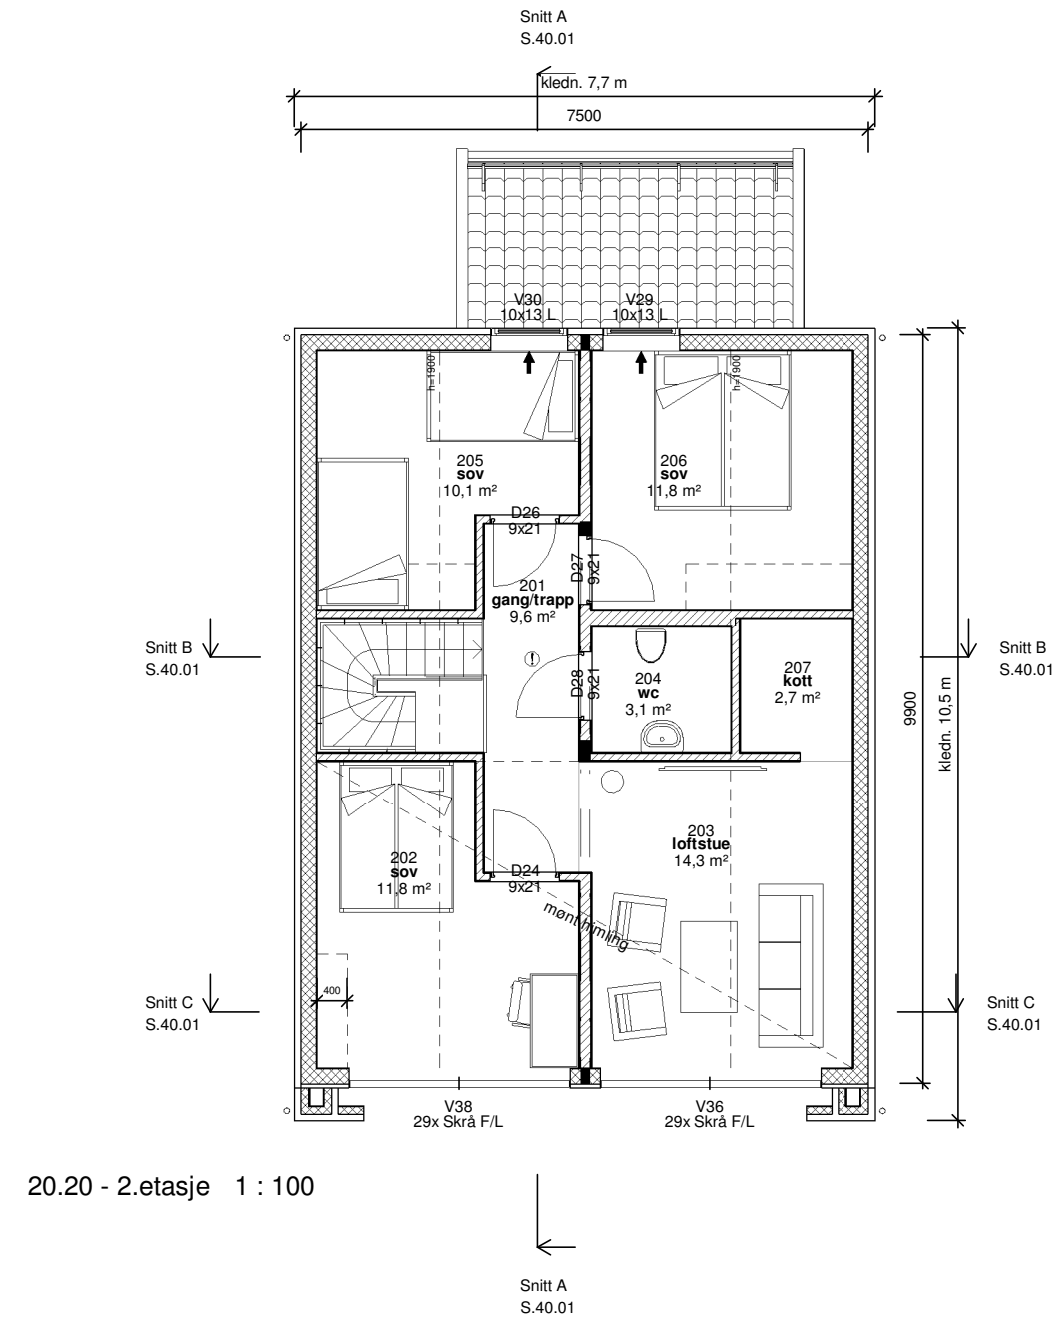 Snitt A
S.40.01
kledn. 7,7 m
7500
V30
10x13 L
V29
10x13 L
h=1900
h=1900
205
sov
10,1 m²
206
sov
11,8 m²
D26
9x21
D27
9x21
201
gang/trapp
9,6 m²
Snitt B
S.40.01
Snitt B
S.40.01
D28
9x21
204
wc
3,1 m²
207
kott
2,7 m²
9900
kledn. 10,5 m
203
loftstue
14,3 m²
202
sov
11,8 m²
D24
9x21
mønt himling
400
Snitt C
S.40.01
Snitt C
S.40.01
V38
29x Skrå F/L
V36
29x Skrå F/L
20.20 - 2.etasje 1 : 100
Snitt A
S.40.01